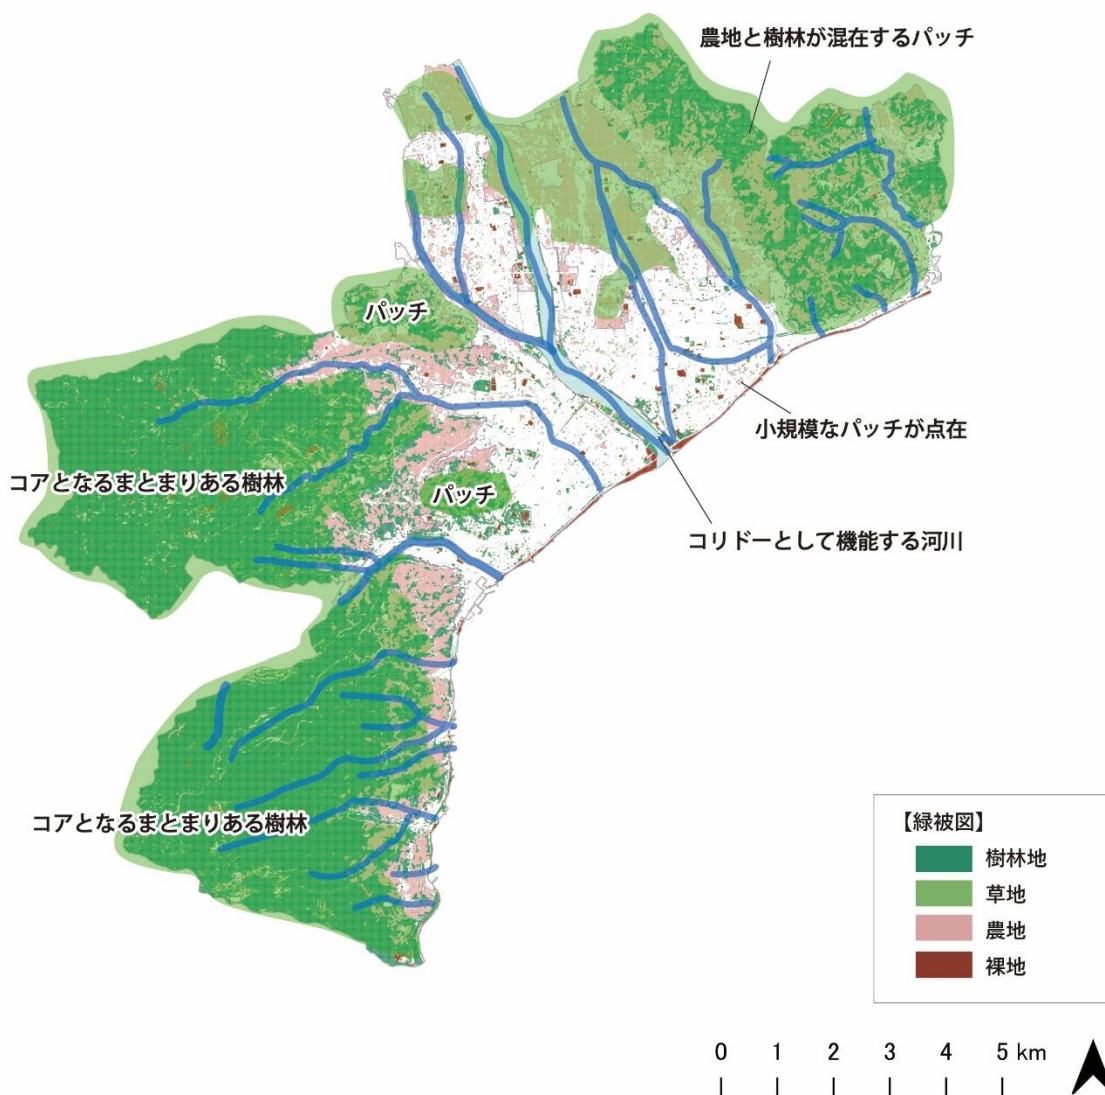 農地と樹林が混在するパッチ
パッチ
小規模なパッチが点在
コアとなるまとまりある樹林
パッチ
コリドーとして機能する河川
コアとなるまとまりある樹林
【緑被図】
樹林地
草地
農地
裸地
0 1 2 3 4 5 km